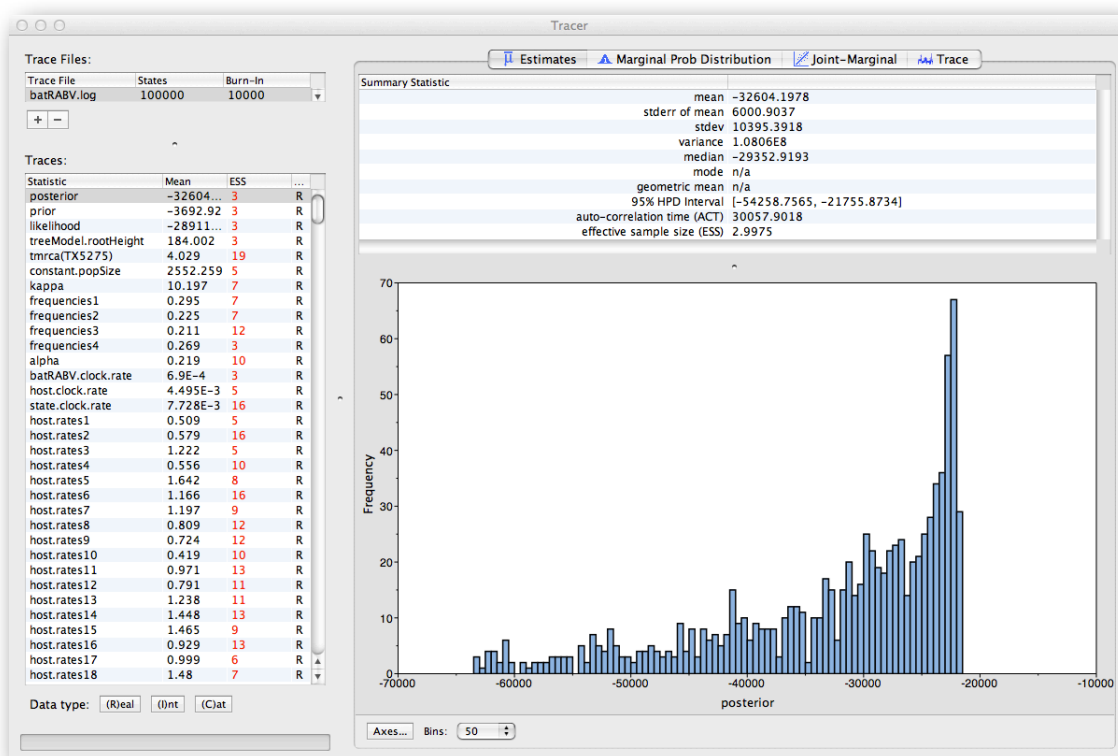 Tracer
Trace Files:
Trace File States Burn-In
batRABV.log 100000 10000
+ −
Traces:
Statistic Mean ESS ...
posterior -32604... 3 R
prior -3692.92 3 R
likelihood -28911... 3 R
treeModel.rootHeight 184.002 3 R
tmrca(TX5275) 4.029 19 R
constant.popSize 2552.259 5 R
kappa 10.197 7 R
frequencies1 0.295 7 R
frequencies2 0.225 7 R
frequencies3 0.211 12 R
frequencies4 0.269 3 R
alpha 0.219 10 R
batRABV.clock.rate 6.9E-4 3 R
host.clock.rate 4.495E-3 5 R
state.clock.rate 7.728E-3 16 R
host.rates1 0.509 5 R
host.rates2 0.579 16 R
host.rates3 1.222 5 R
host.rates4 0.556 10 R
host.rates5 1.642 8 R
host.rates6 1.166 16 R
host.rates7 1.197 9 R
host.rates8 0.809 12 R
host.rates9 0.724 12 R
host.rates10 0.419 10 R
host.rates11 0.971 13 R
host.rates12 0.791 11 R
host.rates13 1.238 11 R
host.rates14 1.448 13 R
host.rates15 1.465 9 R
host.rates16 0.929 13 R
host.rates17 0.999 6 R
host.rates18 1.48 7 R
Data type: (R)eal (I)nt (C)at
Estimates Marginal Prob Distribution Joint-Marginal Trace
Summary Statistic
mean -32604.1978
stderr of mean 6000.9037
stdev 10395.3918
variance 1.0806E8
median -29352.9193
mode n/a
geometric mean n/a
95% HPD Interval [-54258.7565, -21755.8734]
auto-correlation time (ACT) 30057.9018
effective sample size (ESS) 2.9975
70
60
50
40
30
20
10
0
Frequency
-70000 -60000 -50000 -40000 -30000 -20000 -10000
posterior
Axes... Bins: 50